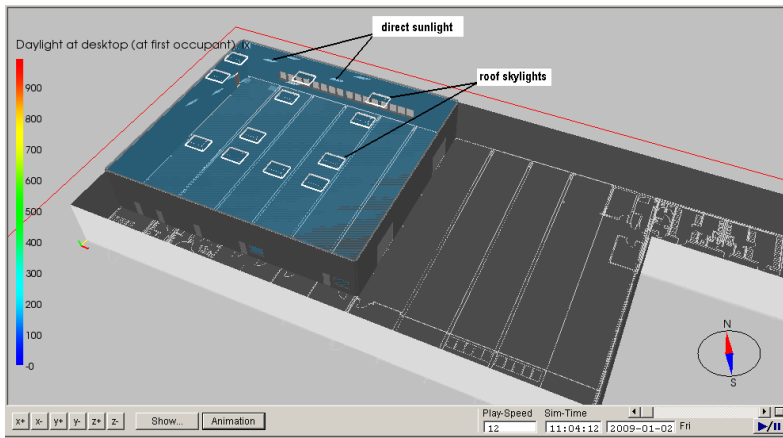 direct sunlight
Daylight at desktop (at first occupant), lx
roof skylights
900
800
700
600
500
400
300
200
100
-0
N
S
x+ x- y+ y- z+ z- Show... Animation
Play-Speed Sim-Time
12 11:04:12 2009-01-02 Fri